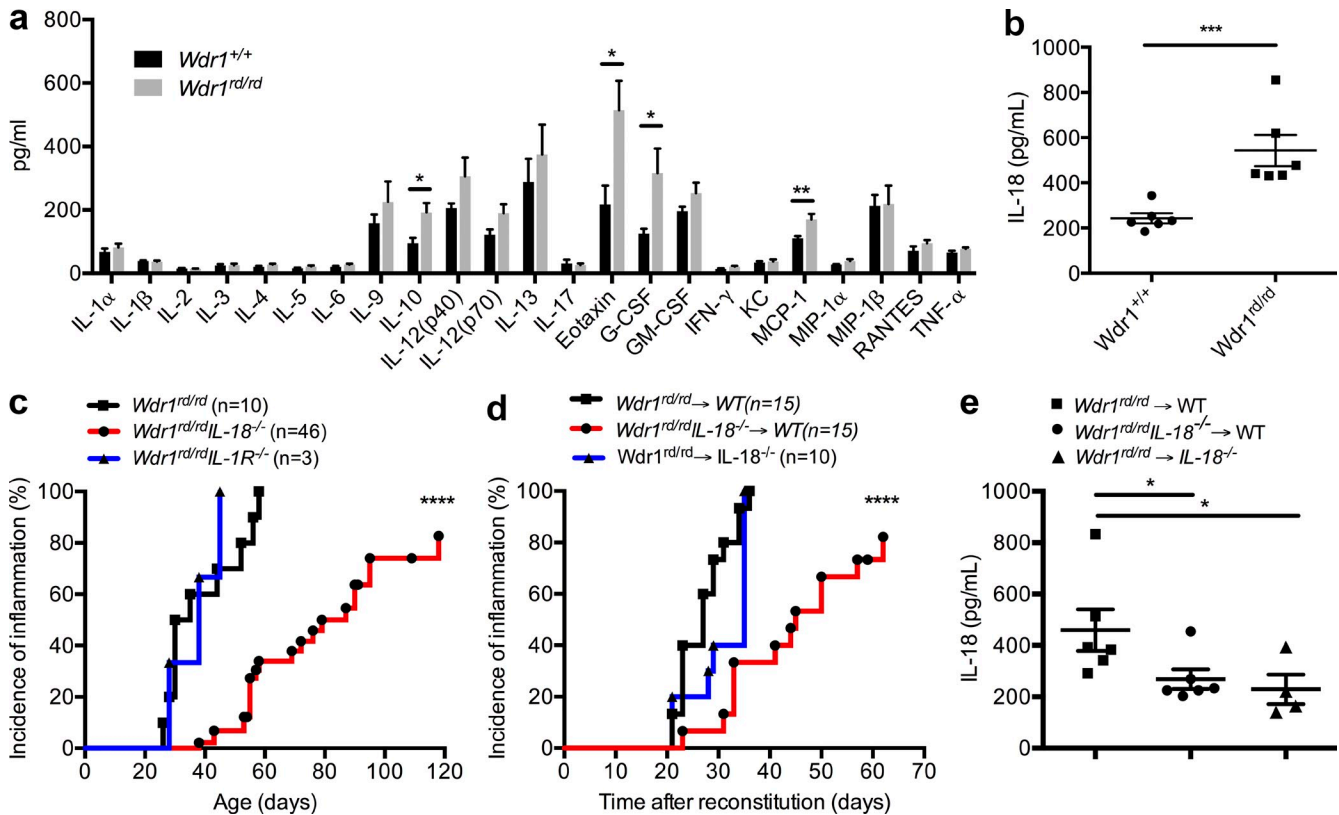 a
800
600
400
200
0
pg/ml
Wdr1+/+
Wdr1rd/rd
*
*
*
**
IL-1α
IL-1β
IL-2
IL-3
IL-4
IL-5
IL-6
IL-9
IL-10
IL-12(p40)
IL-12(p70)
IL-13
IL-17
Eotaxin
G-CSF
GM-CSF
IFN-γ
KC
MCP-1
MIP-1α
MIP-1β
RANTES
TNF-α
b
***
1000
800
600
400
200
0
IL-18 (pg/mL)
Wdr1+/+
Wdr1rd/rd
c
Wdr1rd/rd (n=10)
Wdr1rd/rdIL-18-/- (n=46)
Wdr1rd/rdIL-1R-/- (n=3)
****
100
80
60
40
20
0
Incidence of inflammation (%)
0 20 40 60 80 100 120
Age (days)
d
Wdr1rd/rd→ WT(n=15)
Wdr1rd/rdIL-18-/-→ WT(n=15)
Wdr1rd/rd→ IL-18-/- (n=10)
****
100
80
60
40
20
0
Incidence of inflammation (%)
0 10 20 30 40 50 60 70
Time after reconstitution (days)
e
Wdr1rd/rd → WT
Wdr1rd/rdIL-18-/-→ WT
Wdr1rd/rd → IL-18-/-
*
*
1000
800
600
400
200
0
IL-18 (pg/mL)